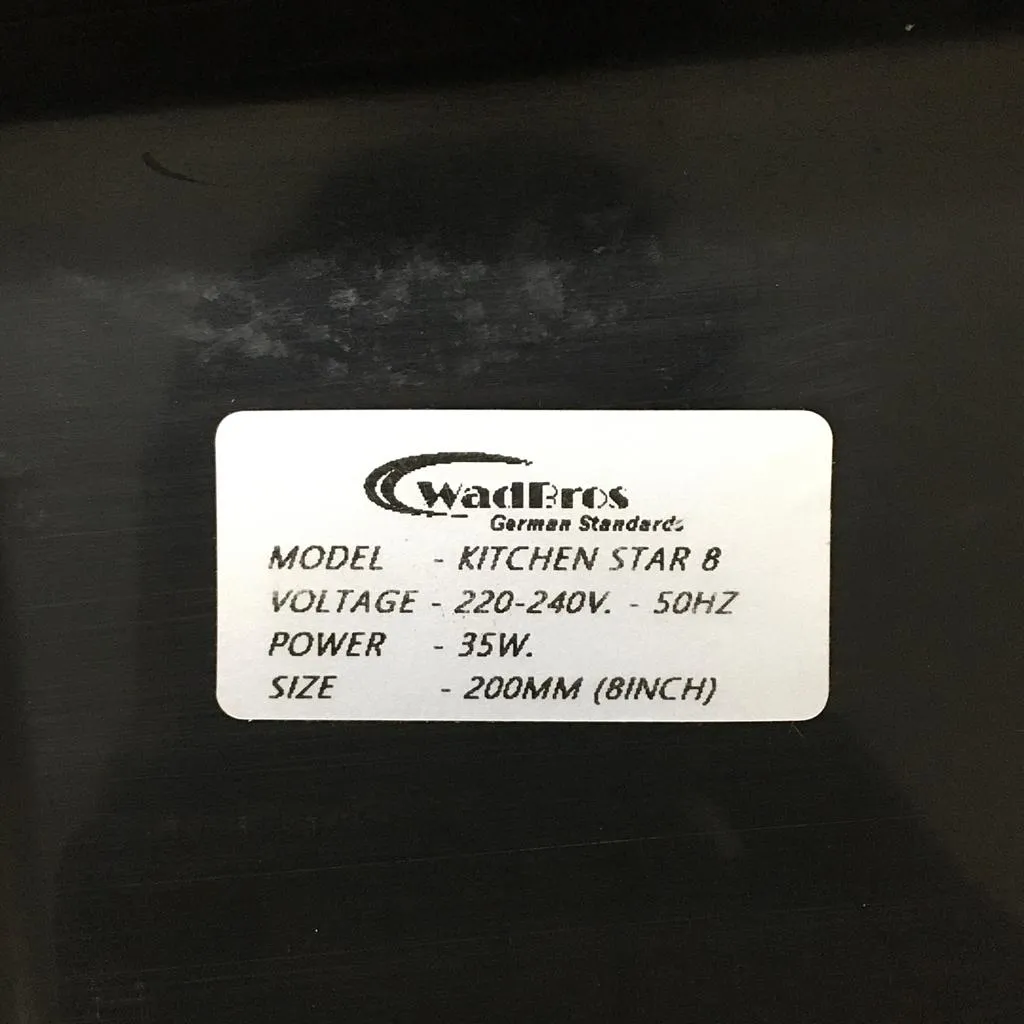 WadBros
German Standards
MODEL - KITCHEN STAR 8
VOLTAGE - 220-240V. - 50HZ
POWER - 35W.
SIZE - 200MM (8INCH)